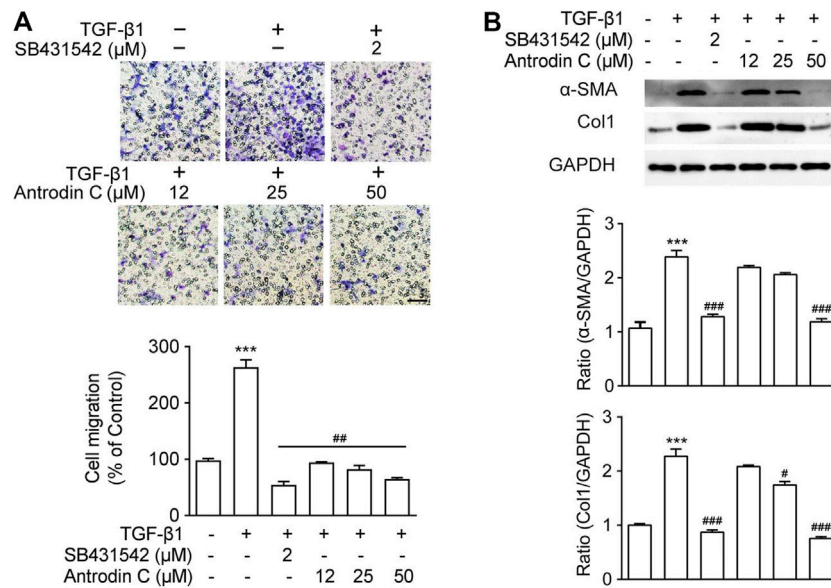 A
TGF-β1 – + +
SB431542 (μM) – – 2
TGF-β1 + + +
Antrodin C (μM) 12 25 50
Cell migration
(% of Control)
300
200
100
0
***
##
TGF-β1 - + + + + +
SB431542 (μM) - - 2 - - -
Antrodin C (μM) - - - 12 25 50
B
TGF-β1 - + + + + +
SB431542 (μM) - - 2 - - -
Antrodin C (μM) - - - 12 25 50
α-SMA
Col1
GAPDH
Ratio (α-SMA/GAPDH)
3
2
1
0
***
###
###
Ratio (Col1/GAPDH)
3
2
1
0
***
###
#
###